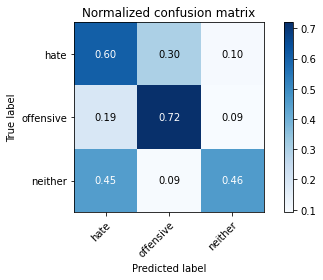 Normalized confusion matrix
True label
hate
offensive
neither
0.60 0.30 0.10
0.19 0.72 0.09
0.45 0.09 0.46
hate
offensive
neither
Predicted label
0.7
0.6
0.5
0.4
0.3
0.2
0.1